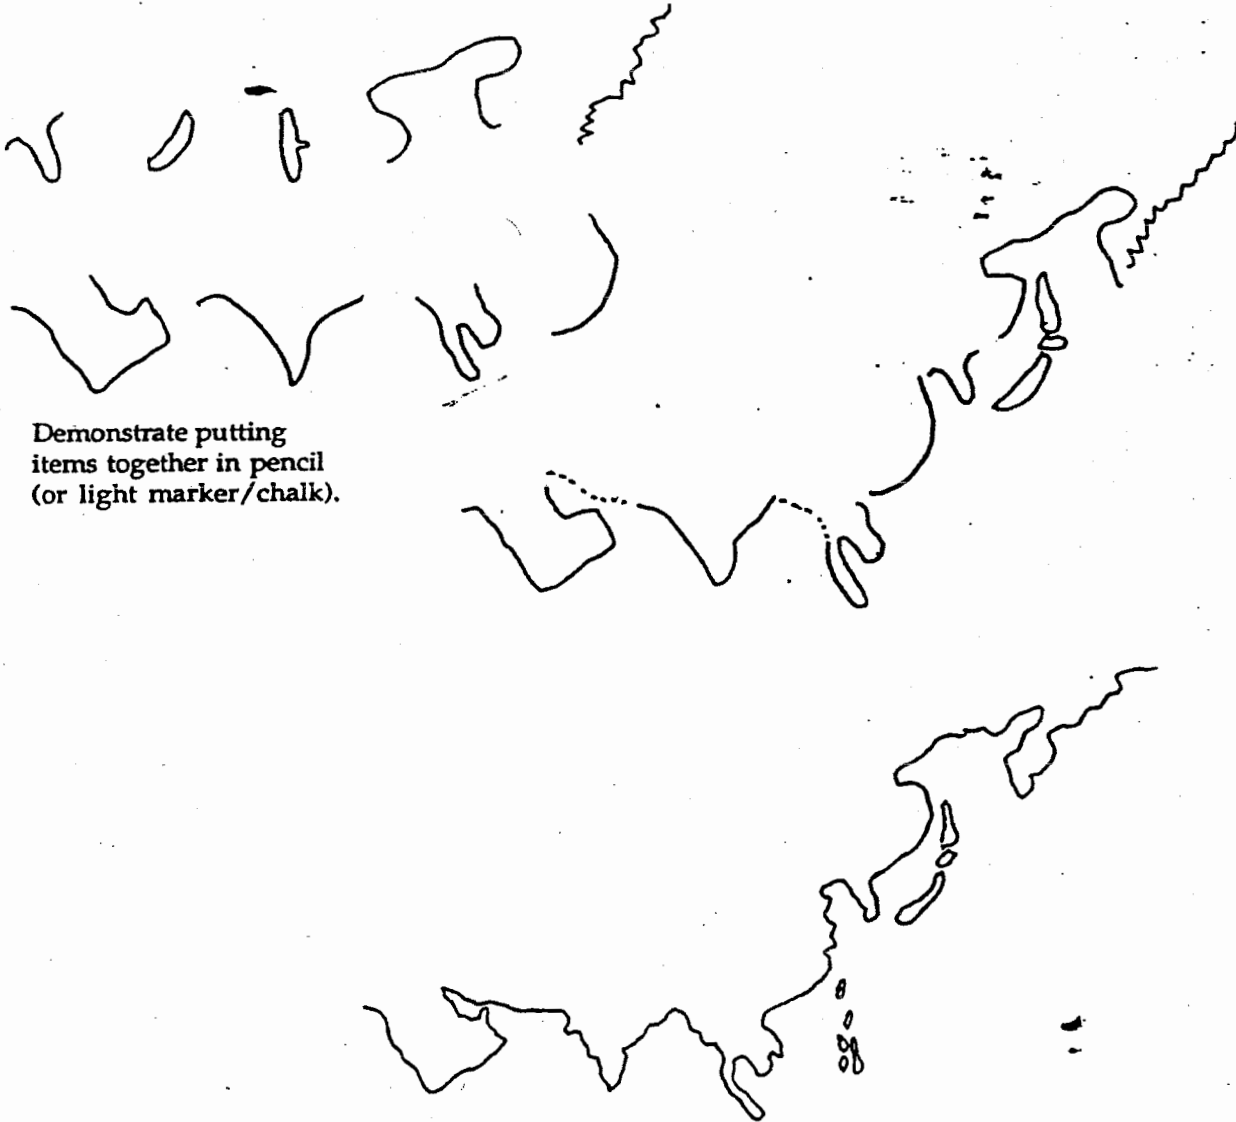 Demonstrate putting
items together in pencil
(or light marker/chalk).